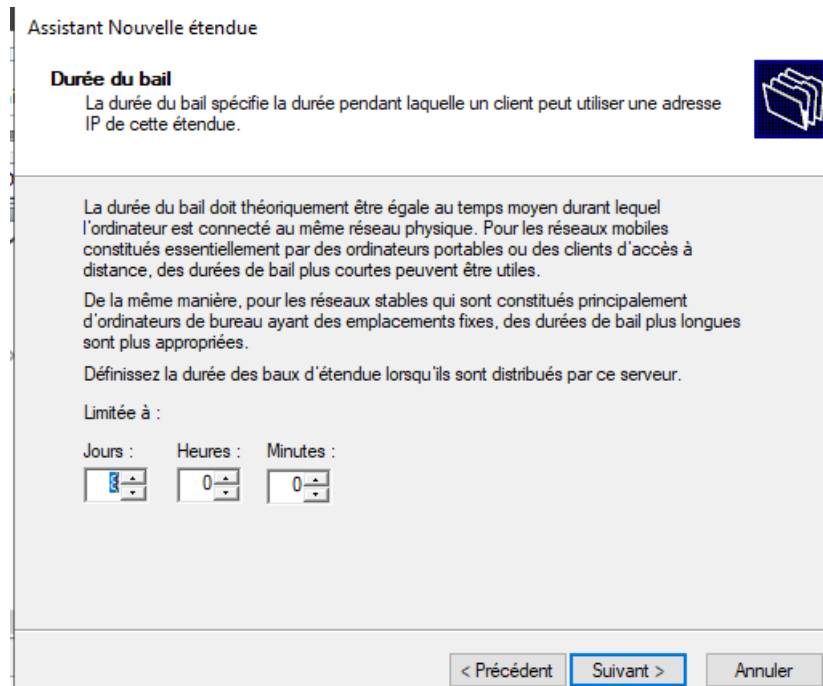 Assistant Nouvelle étendue
Durée du bail
La durée du bail spécifie la durée pendant laquelle un client peut utiliser une adresse
IP de cette étendue.
La durée du bail doit théoriquement être égale au temps moyen durant lequel
l'ordinateur est connecté au même réseau physique. Pour les réseaux mobiles
constitués essentiellement par des ordinateurs portables ou des clients d'accès à
distance, des durées de bail plus courtes peuvent être utiles.
De la même manière, pour les réseaux stables qui sont constitués principalement
d'ordinateurs de bureau ayant des emplacements fixes, des durées de bail plus longues
sont plus appropriées.
Définissez la durée des baux d'étendue lorsqu'ils sont distribués par ce serveur.
Limitée à :
Jours : Heures : Minutes :
0 0
< Précédent Suivant > Annuler